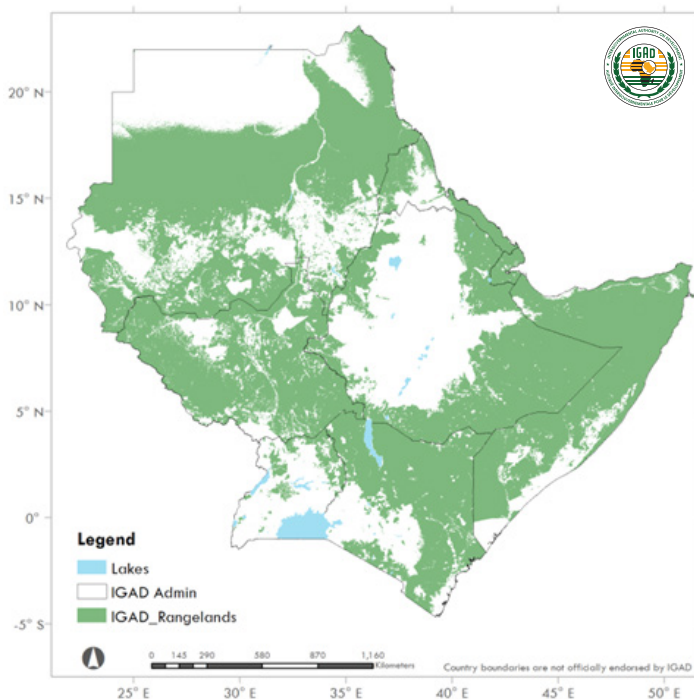 IGAD
20° N
15° N
10° N
5° N
0°
-5° S
Legend
Lakes
IGAD Admin
IGAD_Rangelands
0 145 290 580 870 1,160
Kilometers
Country boundaries are not officially endorsed by IGAD
25° E 30° E 35° E 40° E 45° E 50° E